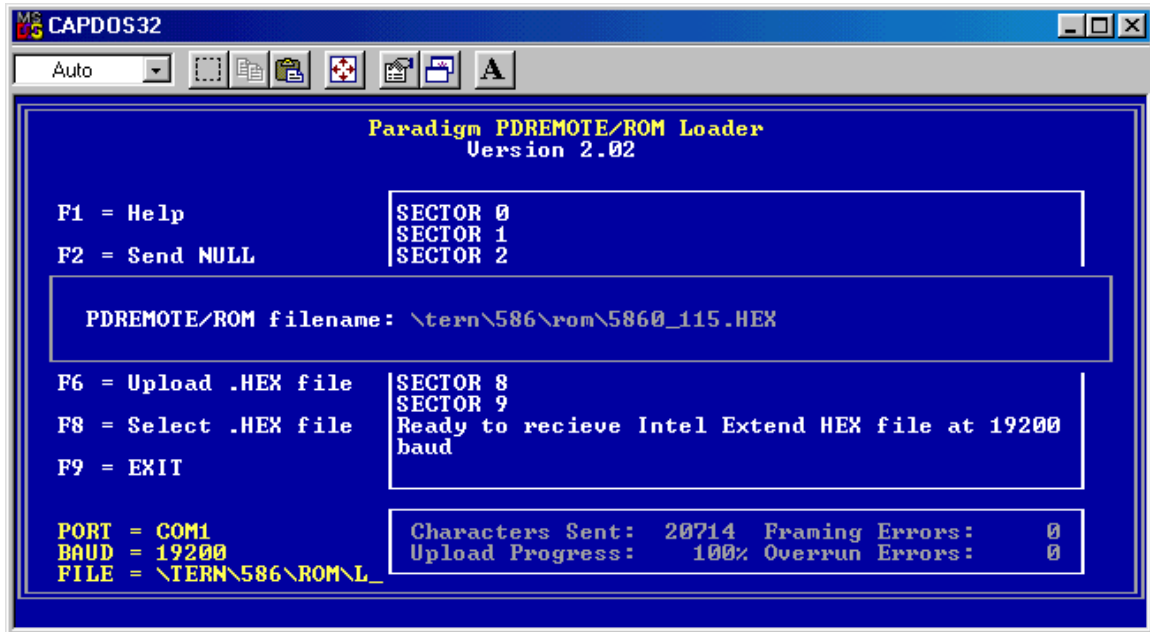 CAPDOS32
Auto
A
Paradigm PDREMOTE/ROM Loader
Version 2.02
F1 = Help
F2 = Send NULL
SECTOR 0
SECTOR 1
SECTOR 2
PDREMOTE/ROM filename: \tern\586\rom\5860_115.HEX
F6 = Upload .HEX file
F8 = Select .HEX file
F9 = EXIT
SECTOR 8
SECTOR 9
Ready to recieve Intel Extend HEX file at 19200
baud
PORT = COM1
BAUD = 19200
FILE = \TERN\586\ROM\L_
Characters Sent: 20714 Framing Errors: 0
Upload Progress: 100% Overrun Errors: 0